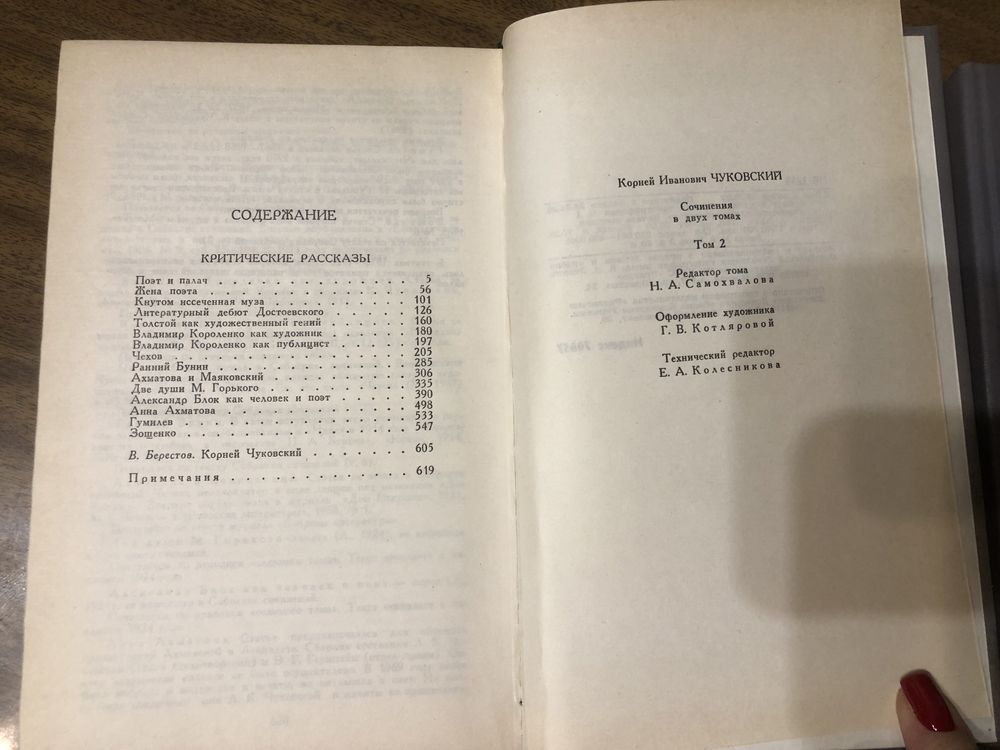 СОДЕРЖАНИЕ
КРИТИЧЕСКИЕ РАССКАЗЫ
Поэт и палач . . . . . . . . . . . . . . . 5
Жена поэта . . . . . . . . . . . . . . . 56
Кнутом иссеченная муза . . . . . . . . . . . 101
Литературный дебют Достоевского . . . . . . 126
Толстой как художественный гений . . . . . . 160
Владимир Короленко как художник . . . . . . 180
Владимир Короленко как публицист . . . . . 197
Чехов . . . . . . . . . . . . . . . . . 205
Ранний Бунин . . . . . . . . . . . . . . 285
Ахматова и Маяковский . . . . . . . . . . 306
Две души М. Горького . . . . . . . . . . . 335
Александр Блок как человек и поэт . . . . . 390
Анна Ахматова . . . . . . . . . . . . . 498
Гумилев . . . . . . . . . . . . . . . . 533
Зощенко . . . . . . . . . . . . . . . . 547
В. Берестов. Корней Чуковский . . . . . . . 605
Примечания . . . . . . . . . . . . . 619
Корней Иванович ЧУКОВСКИЙ
Сочинения
в двух томах
Том 2
Редактор тома
Н. А. Самохвалова
Оформление художника
Г. В. Котляровой
Технический редактор
Е. А. Колесникова